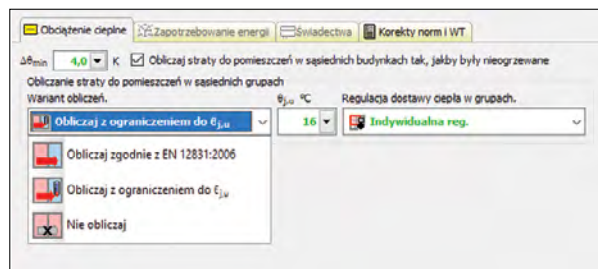 Obciążenie cieplne Zapotrzebowanie energii Świadectwa Korekty norm i WT
Δθmin 4,0 K Obliczaj straty do pomieszczeń w sąsiednich budynkach tak, jakby były nieogrzewane
Obliczanie straty do pomieszczeń w sasiednich grupach
Wariant obliczeń. θj,u °C Regulacja dostawy ciepła w grupach.
Obliczaj z ograniczeniem do θj,u 16 Indywidualna reg.
Obliczaj zgodnie z EN 12831:2006
Obliczaj z ograniczeniem do θj,u
Nie obliczaj